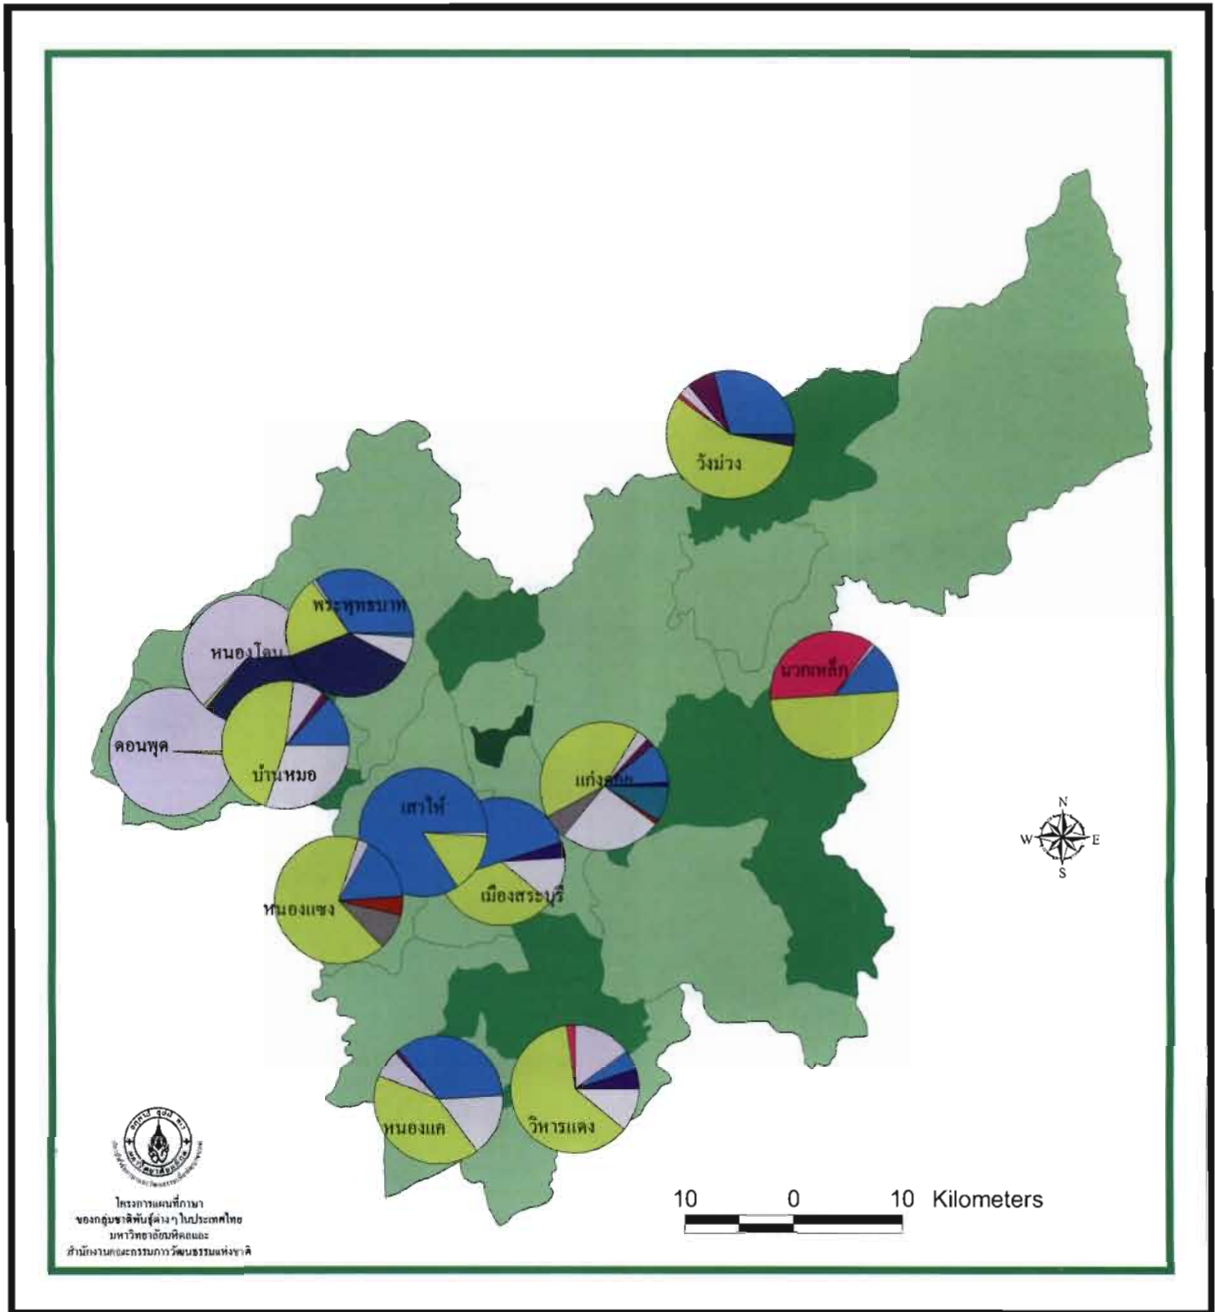 วังม่วง
พระพุทธบาท
หนองโดน
มวกเหล็ก
ดอนพุด
บ้านหมอ
แก่งคอย
เสาไห้
เมืองสระบุรี
หนองแซง
หนองแค
วิหารแดง
N
W E
S
10 0 10 Kilometers
โครงการแผนที่ภาษา
ของกลุ่มชาติพันธุ์ต่างๆ ในประเทศไทย
มหาวิทยาลัยมหิดลและ
สำนักงานคณะกรรมการวัฒนธรรมแห่งชาติ